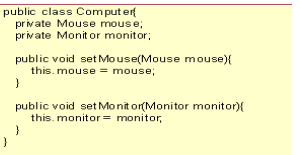 public class Computer{
private Mouse mouse;
private Monitor monitor;
public void setMouse(Mouse mouse){
this.mouse = mouse;
}
public void setMonitor(Monitor monitor){
this.monitor = monitor;
}
}